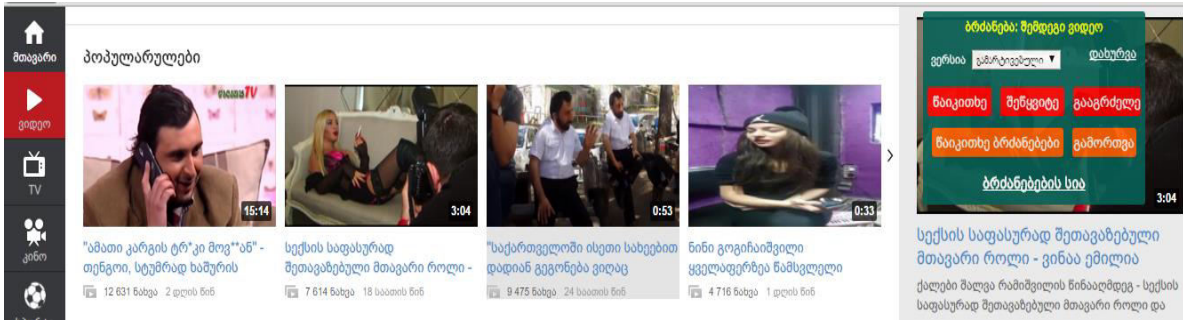 მთავარი
ვიდეო
TV
კინო
პოპულარულები
15:14
"ამათი კარგის ტრ*კი მოვ**ან" -
თენგოი, სტუმრად ხაშურის
12 631 ნახვა 2 დღის წინ
3:04
სექსის საფასურად
შეთავაზებული მთავარი როლი -
7 614 ნახვა 18 საათის წინ
0:53
"საქართველოში ისეთი სახეებით
დადიან გეგონება ვიღაც
9 475 ნახვა 24 საათის წინ
0:33
ნინი გოგიჩაიშვილი
ყველაფერზეა წამსვლელი
4 716 ნახვა 1 დღის წინ
ბრძანება: შემდეგი ვიდეო
ვერსია გამარტივებული დახურვა
წაიკითხე შეწყვიტე გააგრძელე
წაიკითხე ბრძანებები გამორთვა
ბრძანებების სია
3:04
სექსის საფასურად შეთავაზებული
მთავარი როლი - ვინაა ემილია
ქალები შალვა რამიშვილის წინააღმდეგ - სექსის
საფასურად შეთავაზებული მთავარი როლი და